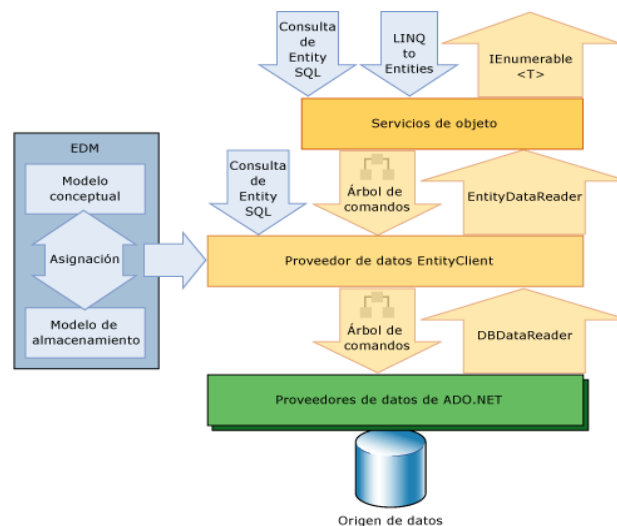 Consulta
de
Entity
SQL
LINQ
to
Entities
IEnumerable
<T>
Servicios de objeto
EDM
Modelo
conceptual
Asignación
Modelo de
almacenamiento
Consulta
de
Entity
SQL
Árbol de
comandos
EntityDataReader
Proveedor de datos EntityClient
Árbol de
comandos
DBDataReader
Proveedores de datos de ADO.NET
Origen de datos